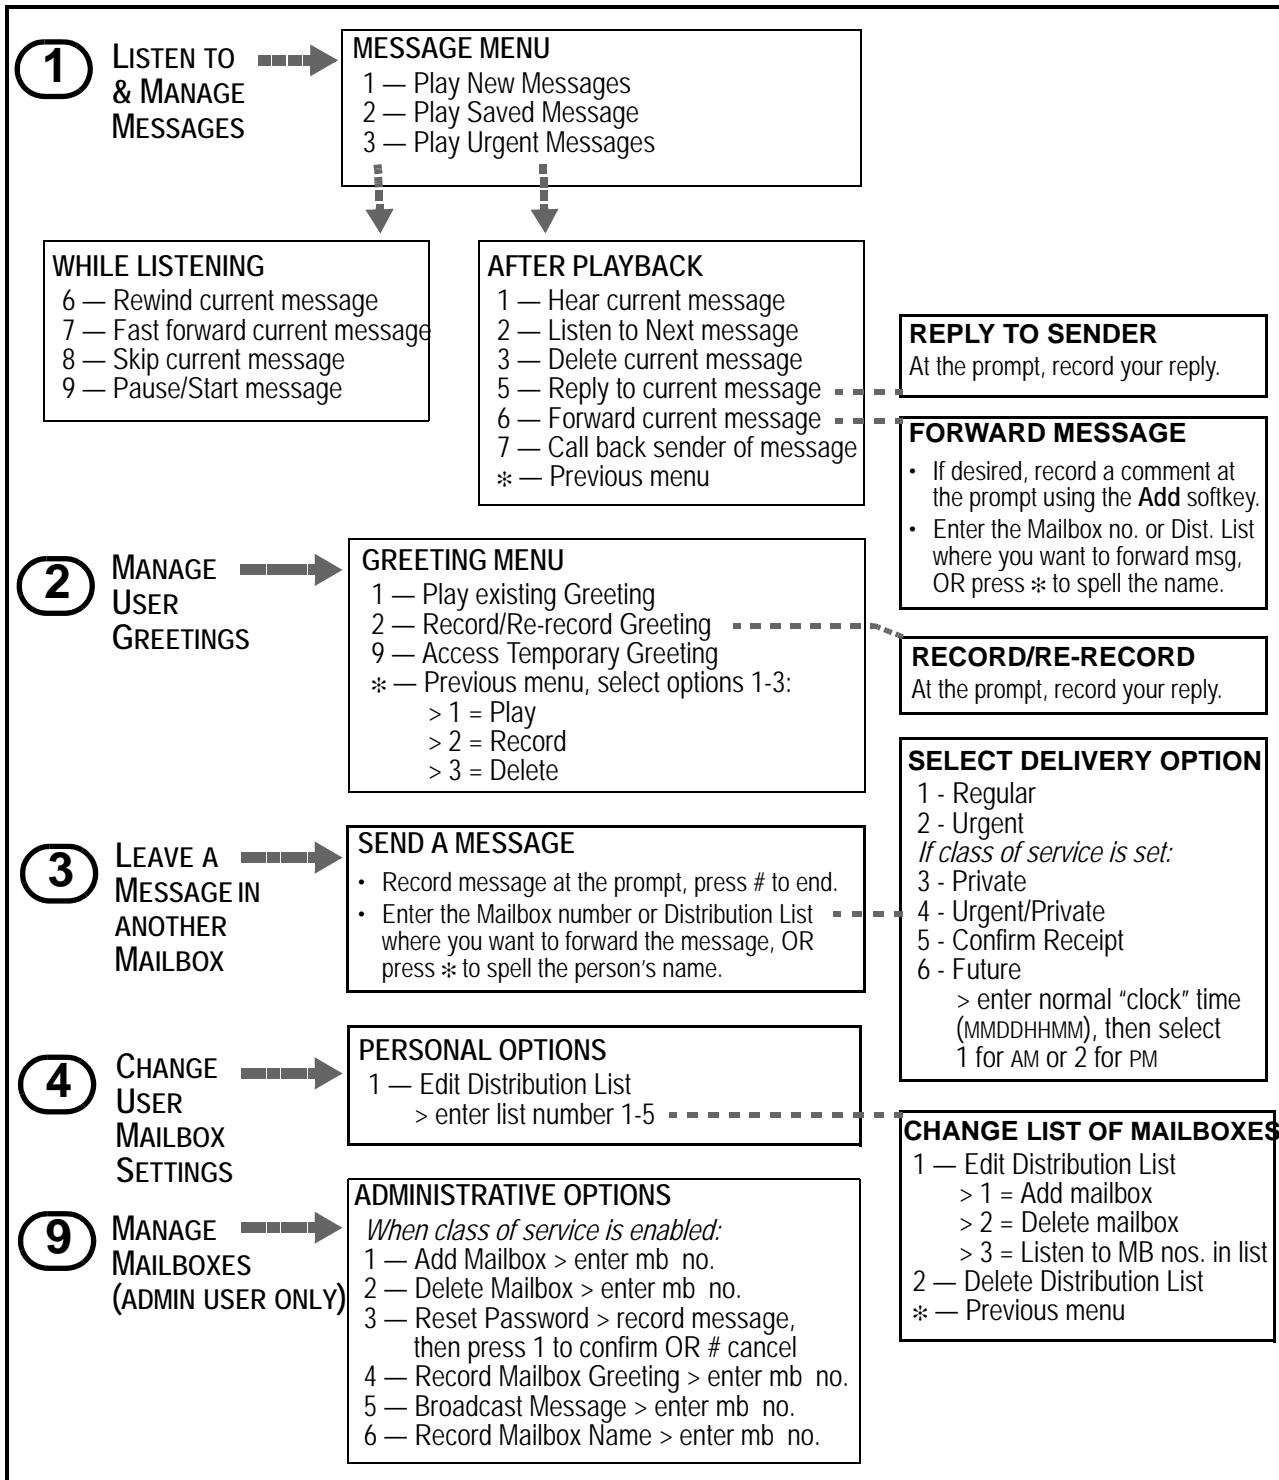 1
LISTEN TO
& MANAGE
MESSAGES
MESSAGE MENU
1 — Play New Messages
2 — Play Saved Message
3 — Play Urgent Messages
WHILE LISTENING
6 — Rewind current message
7 — Fast forward current message
8 — Skip current message
9 — Pause/Start message
AFTER PLAYBACK
1 — Hear current message
2 — Listen to Next message
3 — Delete current message
5 — Reply to current message
6 — Forward current message
7 — Call back sender of message
* — Previous menu
REPLY TO SENDER
At the prompt, record your reply.
FORWARD MESSAGE
• If desired, record a comment at
the prompt using the Add softkey.
• Enter the Mailbox no. or Dist. List
where you want to forward msg,
OR press * to spell the name.
2
MANAGE
USER
GREETINGS
GREETING MENU
1 — Play existing Greeting
2 — Record/Re-record Greeting
9 — Access Temporary Greeting
* — Previous menu, select options 1-3:
> 1 = Play
> 2 = Record
> 3 = Delete
RECORD/RE-RECORD
At the prompt, record your reply.
3
LEAVE A
MESSAGE IN
ANOTHER
MAILBOX
SEND A MESSAGE
• Record message at the prompt, press # to end.
• Enter the Mailbox number or Distribution List
where you want to forward the message, OR
press * to spell the person's name.
SELECT DELIVERY OPTION
1 - Regular
2 - Urgent
If class of service is set:
3 - Private
4 - Urgent/Private
5 - Confirm Receipt
6 - Future
> enter normal “clock” time
(MMDDHHMM), then select
1 for AM or 2 for PM
4
CHANGE
USER
MAILBOX
SETTINGS
PERSONAL OPTIONS
1 — Edit Distribution List
> enter list number 1-5
CHANGE LIST OF MAILBOXES
1 — Edit Distribution List
> 1 = Add mailbox
> 2 = Delete mailbox
> 3 = Listen to MB nos. in list
2 — Delete Distribution List
* — Previous menu
9
MANAGE
MAILBOXES
(ADMIN USER ONLY)
ADMINISTRATIVE OPTIONS
When class of service is enabled:
1 — Add Mailbox > enter mb no.
2 — Delete Mailbox > enter mb no.
3 — Reset Password > record message,
then press 1 to confirm OR # cancel
4 — Record Mailbox Greeting > enter mb no.
5 — Broadcast Message > enter mb no.
6 — Record Mailbox Name > enter mb no.